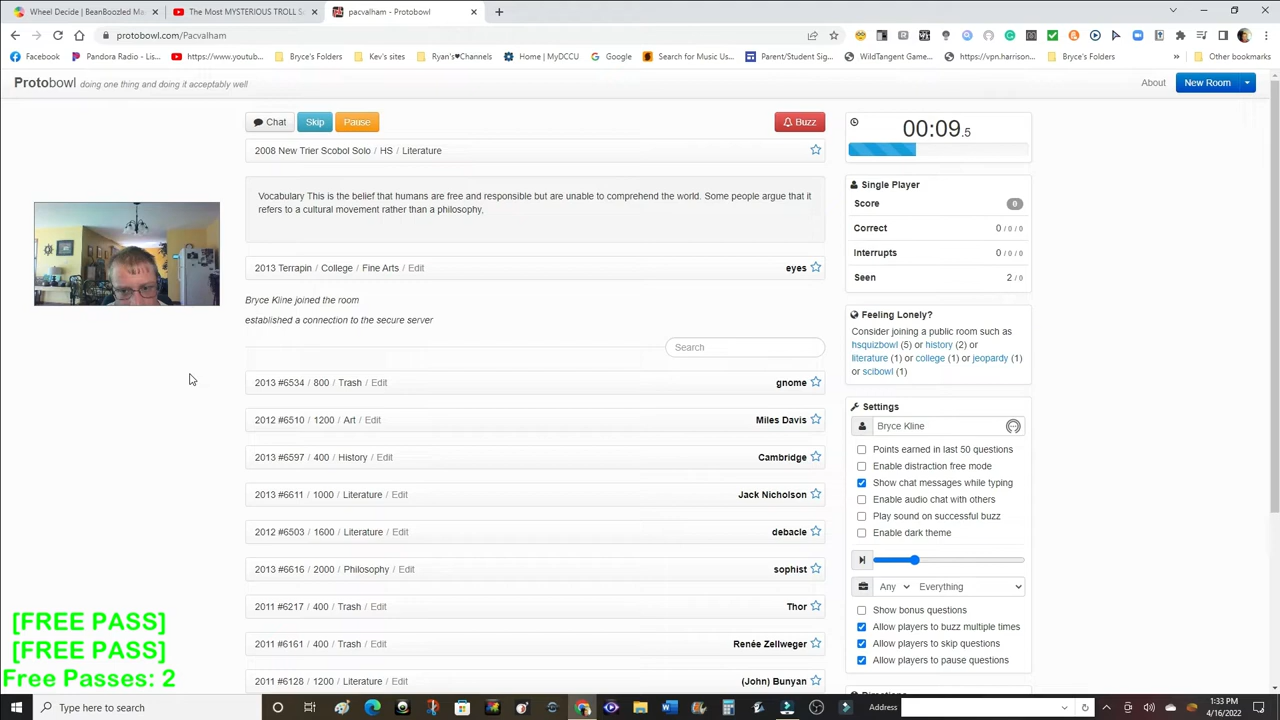 Wheel Decide | BeanBoozled Ma
The Most MYSTERIOUS TROLL S
pacvalham - Protobowl
protobowl.com/Pacvalham
Facebook
Pandora Radio - Lis...
https://www.youtub...
Bryce's Folders
Kev's sites
Ryan's♥Channels
Home | MyDCCU
Google
Search for Music Us...
Parent/Student Sig...
WildTangent Game...
https://vpn.harrison...
Bryce's Folders
»
Other bookmarks
Protobowl doing one thing and doing it acceptably well
About
New Room
Chat
Skip
Pause
Buzz
2008 New Trier Scobol Solo / HS / Literature
Vocabulary This is the belief that humans are free and responsible but are unable to comprehend the world. Some people argue that it
refers to a cultural movement rather than a philosophy,
2013 Terrapin / College / Fine Arts / Edit
eyes
Bryce Kline joined the room
established a connection to the secure server
Search
2013 #6534 / 800 / Trash / Edit
gnome
2012 #6510 / 1200 / Art / Edit
Miles Davis
2013 #6597 / 400 / History / Edit
Cambridge
2013 #6611 / 1000 / Literature / Edit
Jack Nicholson
2012 #6503 / 1600 / Literature / Edit
debacle
2013 #6616 / 2000 / Philosophy / Edit
sophist
2011 #6217 / 400 / Trash / Edit
Thor
2011 #6161 / 400 / Trash / Edit
Renée Zellweger
2011 #6128 / 1200 / Literature / Edit
(John) Bunyan
00:09.5
Single Player
Score 0
Correct 0 / 0 / 0
Interrupts 0 / 0 / 0
Seen 2 / 0
Feeling Lonely?
Consider joining a public room such as
hsquizbowl (5) or history (2) or
literature (1) or college (1) or jeopardy (1)
or scibowl (1)
Settings
Bryce Kline
Points earned in last 50 questions
Enable distraction free mode
Show chat messages while typing
Enable audio chat with others
Play sound on successful buzz
Enable dark theme
Any
Everything
Show bonus questions
Allow players to buzz multiple times
Allow players to skip questions
Allow players to pause questions
[FREE PASS]
[FREE PASS]
Free Passes: 2
Type here to search
Address
1:33 PM
4/16/2022